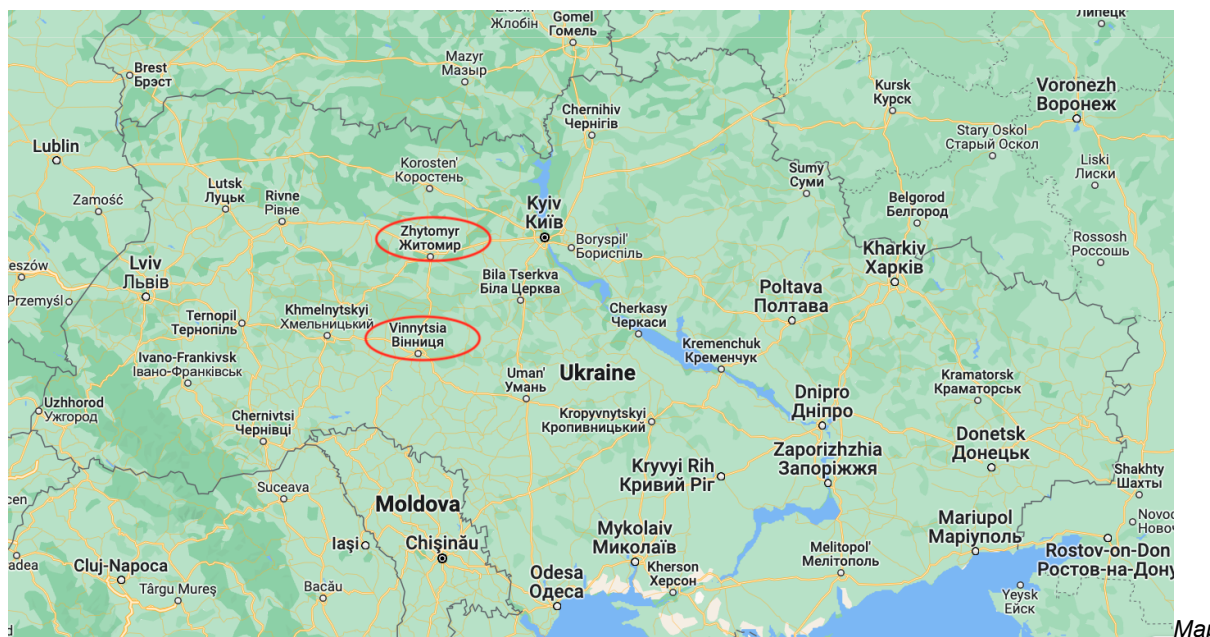 Жлобін
Gomel
Гомель
Липецк
Mazyr
Мазыр
Brest
Брэст
Kursk
Курск
Voronezh
Воронеж
Chernihiv
Чернігів
Stary Oskol
Старый Оскол
Lublin
Korosten'
Коростень
Sumy
Суми
Liski
Лиски
Lutsk
Луцьк
Rivne
Рівне
Zamość
Kyiv
Київ
Belgorod
Белгород
Zhytomyr
Житомир
Boryspil'
Бориспіль
Kharkiv
Харків
Rossosh
Россошь
eszów
Lviv
Львів
Bila Tserkva
Біла Церква
Poltava
Полтава
Przemyśl
Ternopil
Тернопіль
Khmelnytskyi
Хмельницький
Cherkasy
Черкаси
Vinnytsia
Вінниця
Kremenchuk
Кременчук
Ivano-Frankivsk
Івано-Франківськ
Uman'
Умань
Ukraine
Kramatorsk
Краматорськ
Uzhhorod
Ужгород
Dnipro
Дніпро
Chernivtsi
Чернівці
Kropyvnytskyi
Кропивницький
Donetsk
Донецьк
Zaporizhzhia
Запоріжжя
Kryvyi Rih
Кривий Ріг
Shakhty
Шахты
Suceava
cen
Moldova
Novoc
Новоч
Mykolaiv
Миколаїв
Mariupol
Маріуполь
Iași
Chișinău
Melitopol'
Мелітополь
Rostov-on-Don
Ростов-на-Дону
adea
Cluj-Napoca
Odesa
Одеса
Kherson
Херсон
Târgu Mureș
Bacău
Yeysk
Ейск
Ma